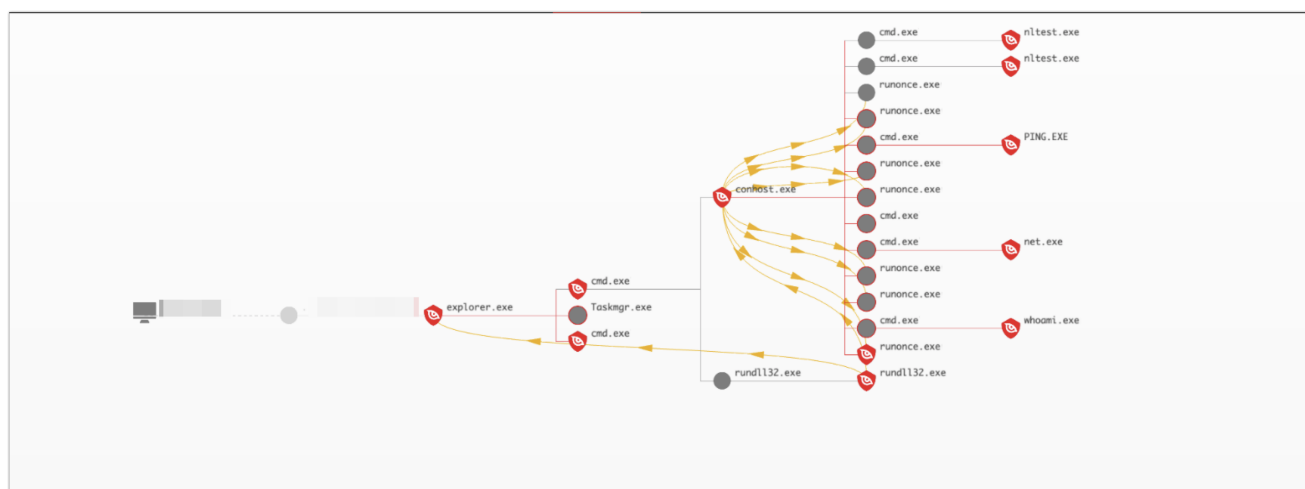 cmd.exe
nltest.exe
cmd.exe
nltest.exe
runonce.exe
runonce.exe
cmd.exe
PING.EXE
runonce.exe
conhost.exe
runonce.exe
cmd.exe
cmd.exe
net.exe
runonce.exe
cmd.exe
explorer.exe
Taskmgr.exe
runonce.exe
cmd.exe
whoami.exe
cmd.exe
runonce.exe
rundll32.exe
rundll32.exe